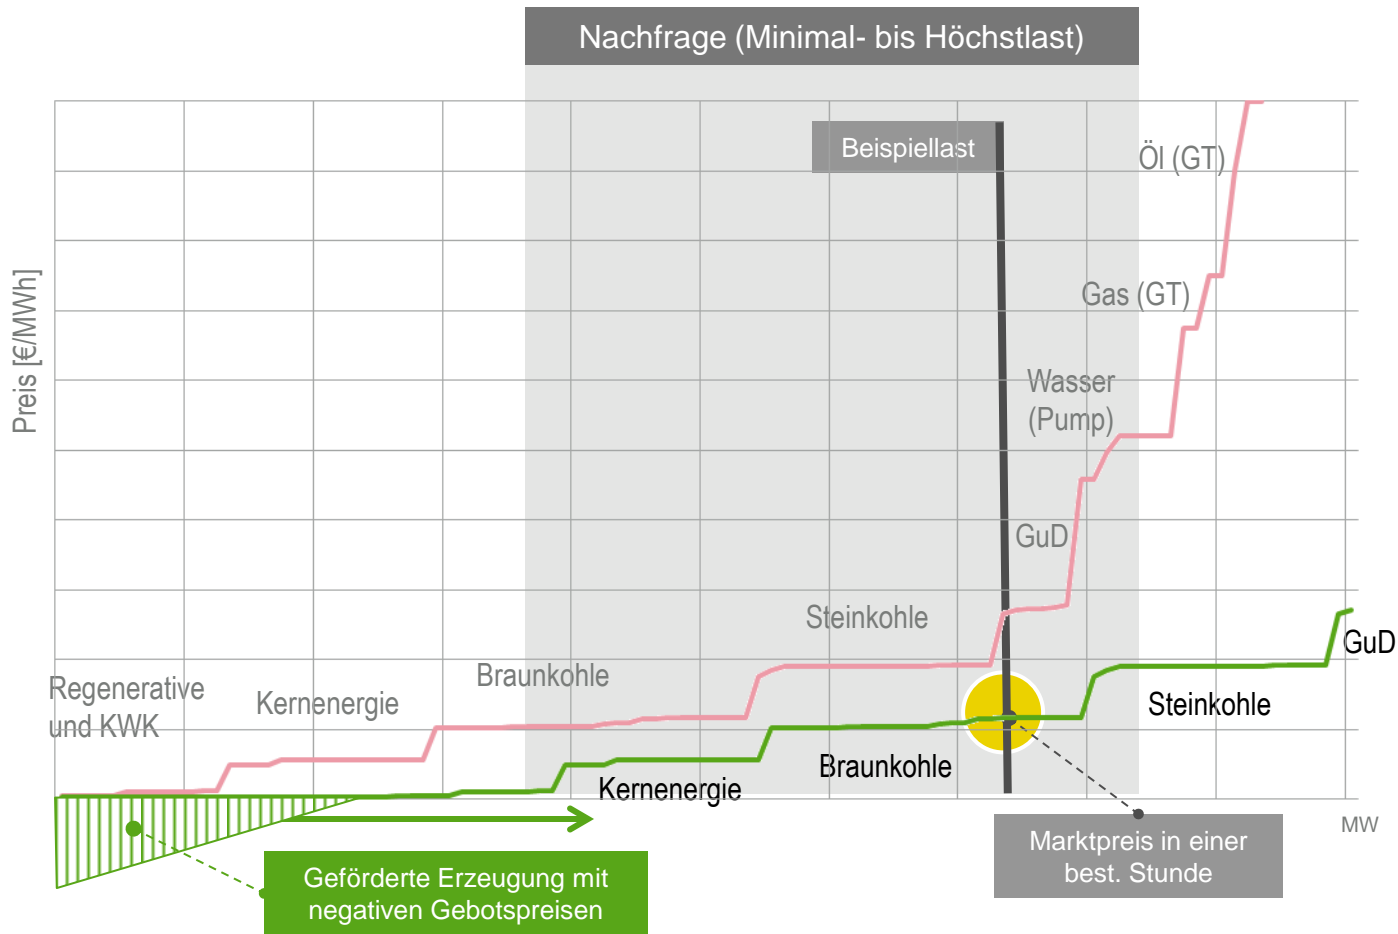 Nachfrage (Minimal- bis Höchstlast)
Beispiellast
Öl (GT)
Gas (GT)
Preis [€/MWh]
Wasser
(Pump)
GuD
Steinkohle
GuD
Braunkohle
Regenerative
und KWK
Kernenergie
Steinkohle
Braunkohle
Kernenergie
MW
Marktpreis in einer
best. Stunde
Geförderte Erzeugung mit
negativen Gebotspreisen